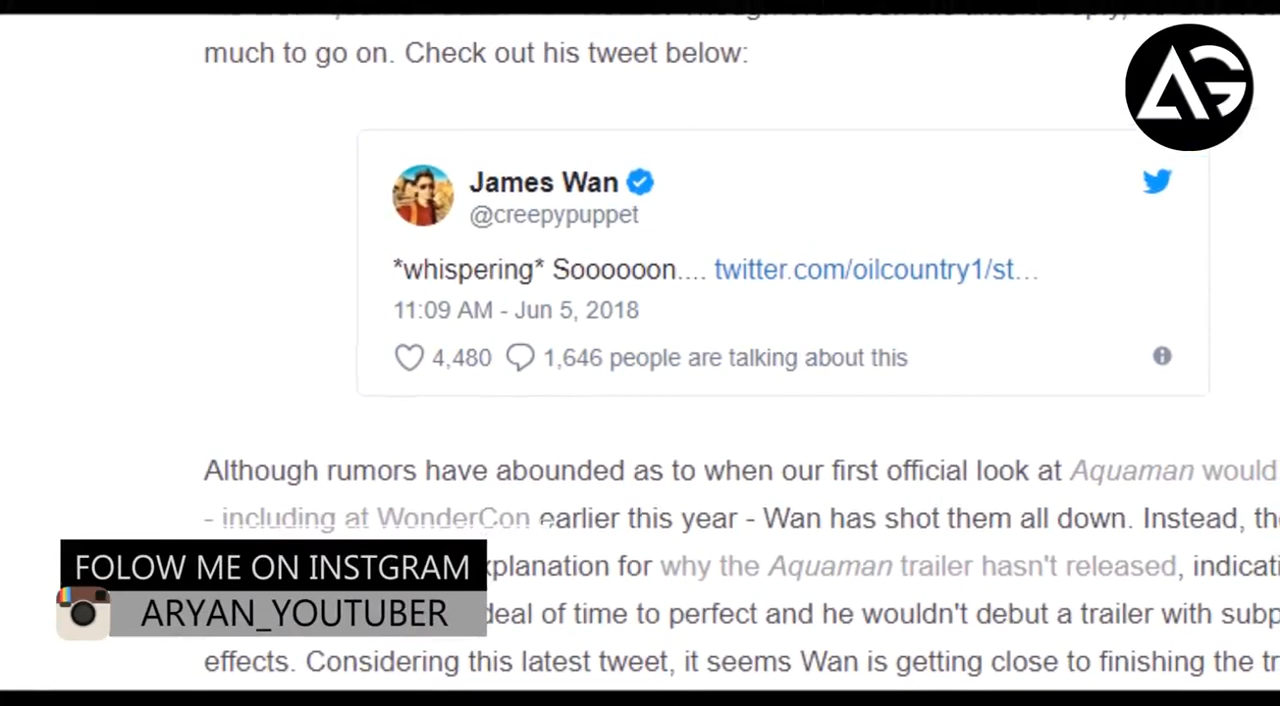 much to go on. Check out his tweet below:
AG
James Wan
@creepypuppet
*whispering* Soooooon.... twitter.com/oilcountry1/st...
11:09 AM - Jun 5, 2018
4,480 1,646 people are talking about this
Although rumors have abounded as to when our first official look at Aquaman would
- including at WonderCon earlier this year - Wan has shot them all down. Instead, the
explanation for why the Aquaman trailer hasn't released, indicati
deal of time to perfect and he wouldn't debut a trailer with subp
effects. Considering this latest tweet, it seems Wan is getting close to finishing the tr
FOLOW ME ON INSTGRAM
ARYAN_YOUTUBER